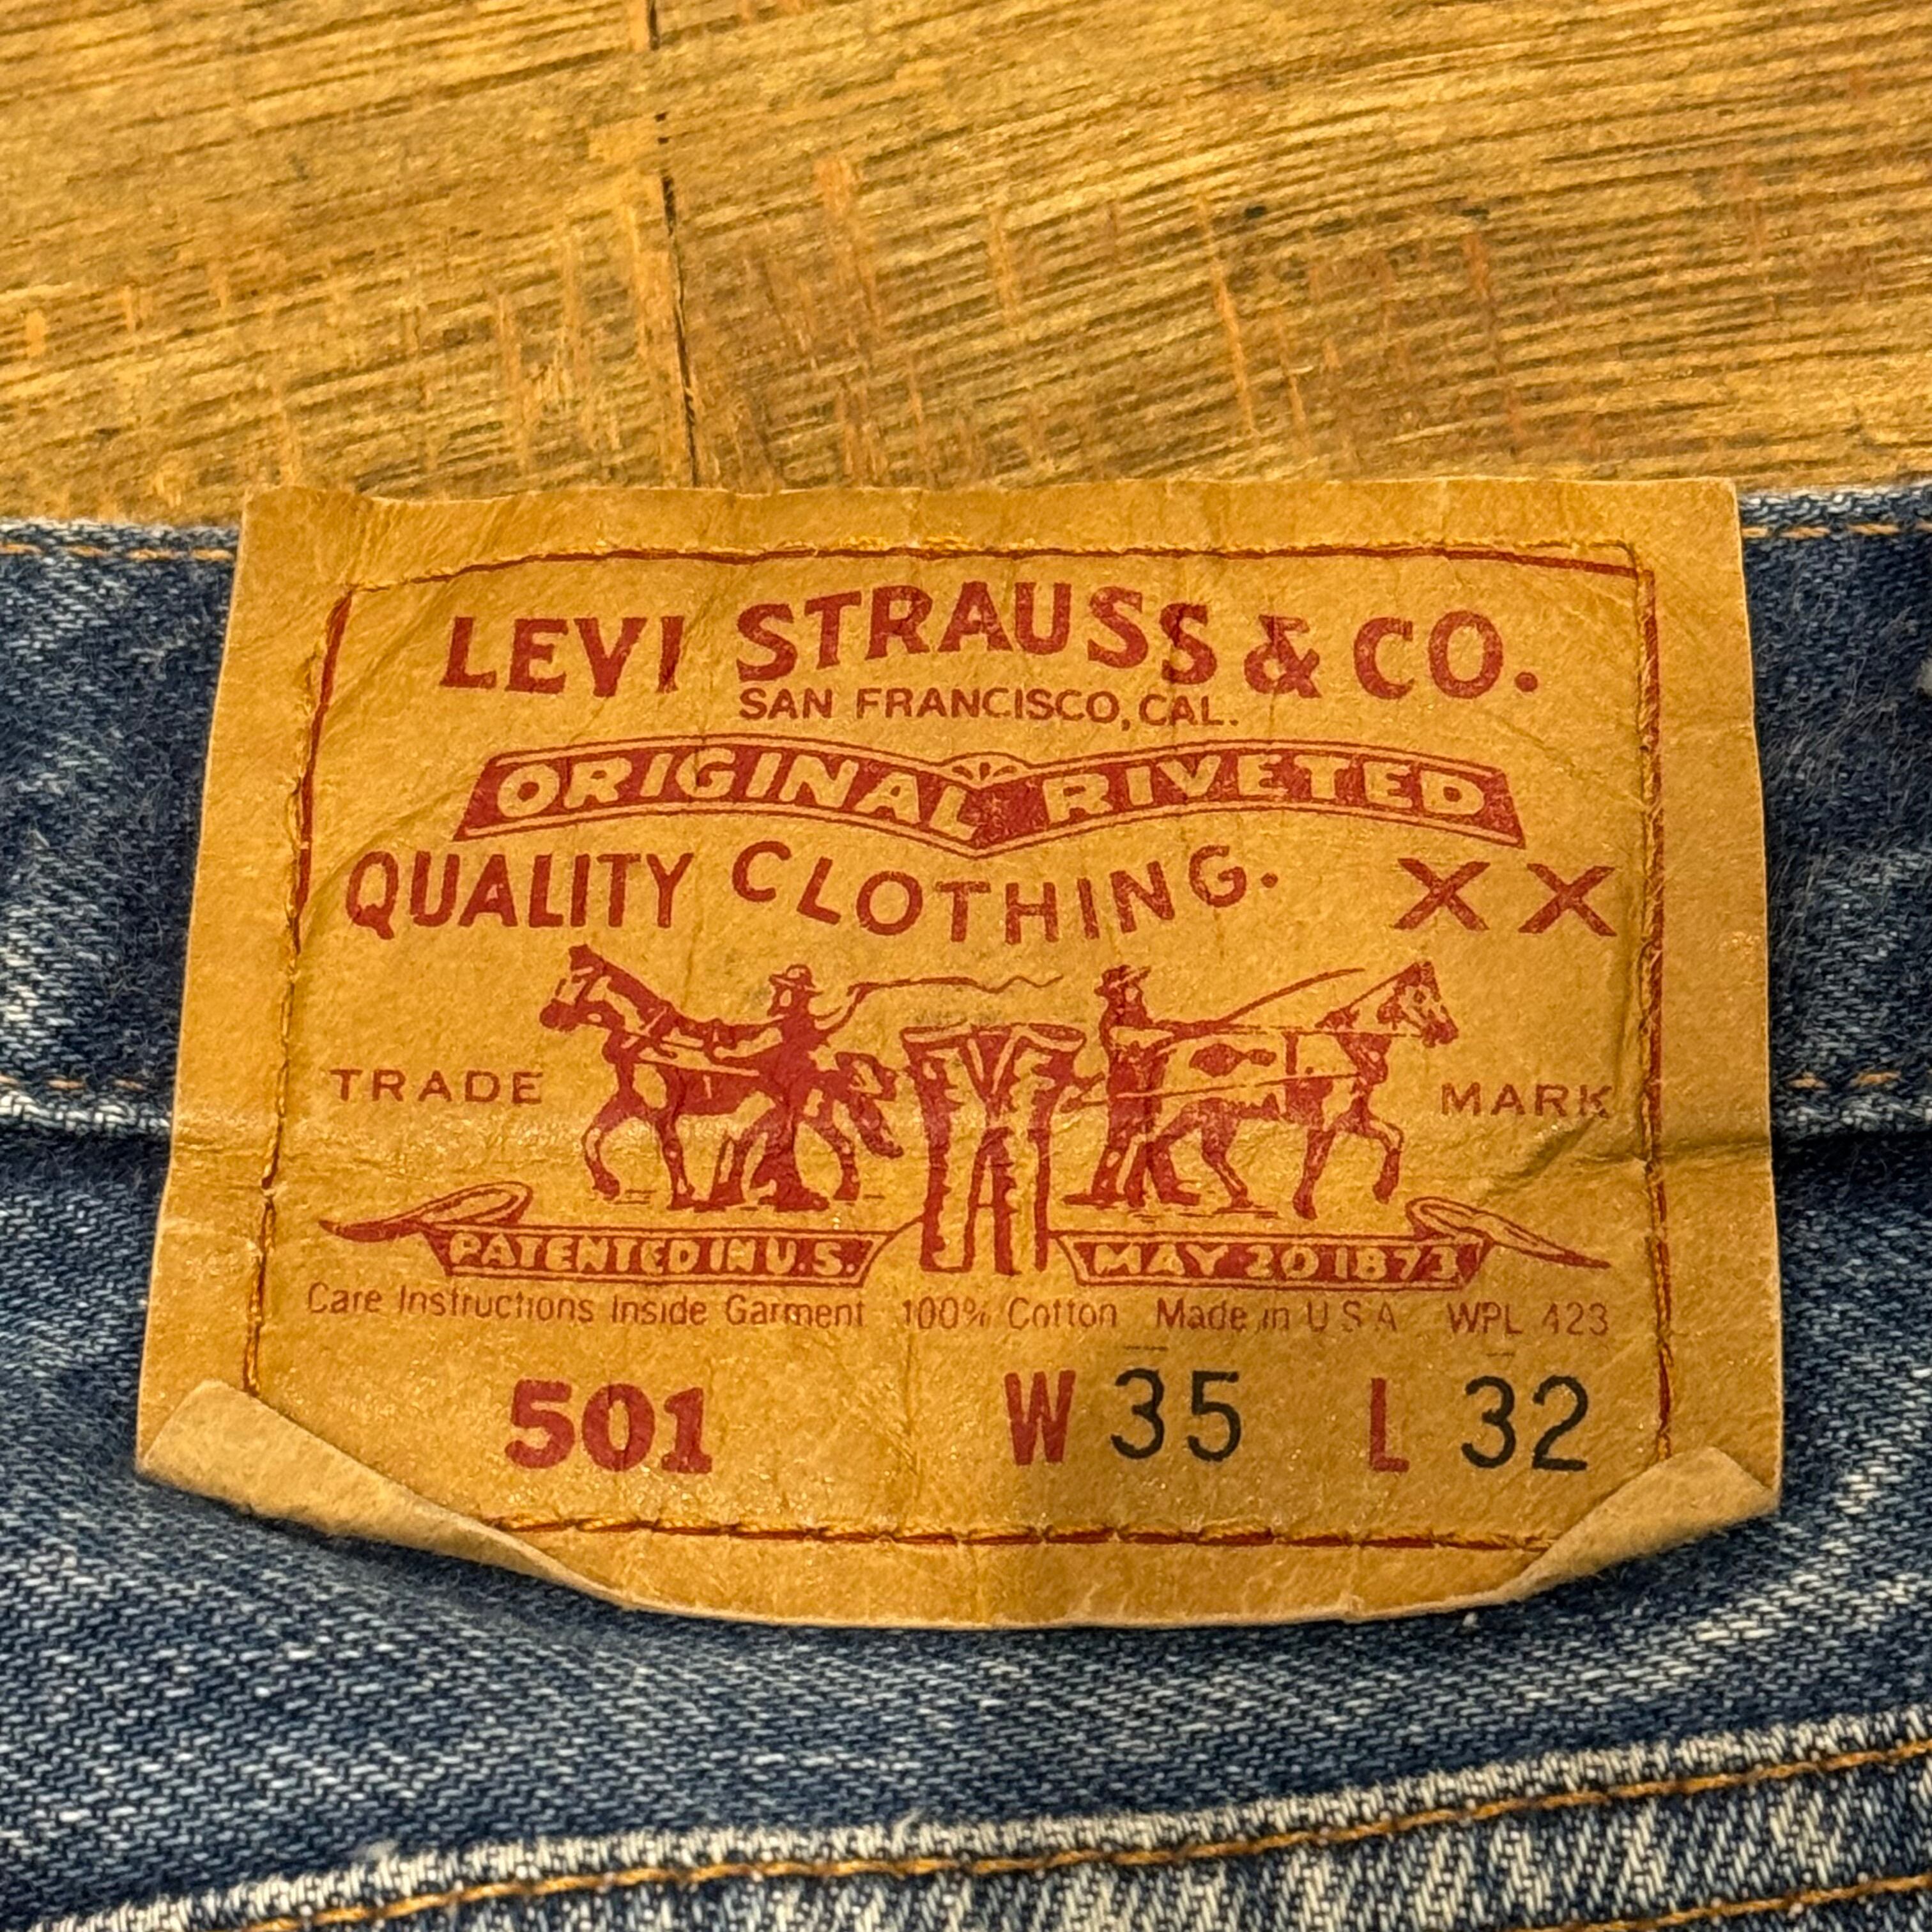 LEVI STRAUSS & CO.
SAN FRANCISCO, CAL.
ORIGINAL RIVETED
QUALITY CLOTHING. XX
TRADE MARK
PATENTED IN U.S. MAY 20 1873
Care Instructions Inside Garment 100% Cotton Made in U S A WPL 423
501 W 35 L 32